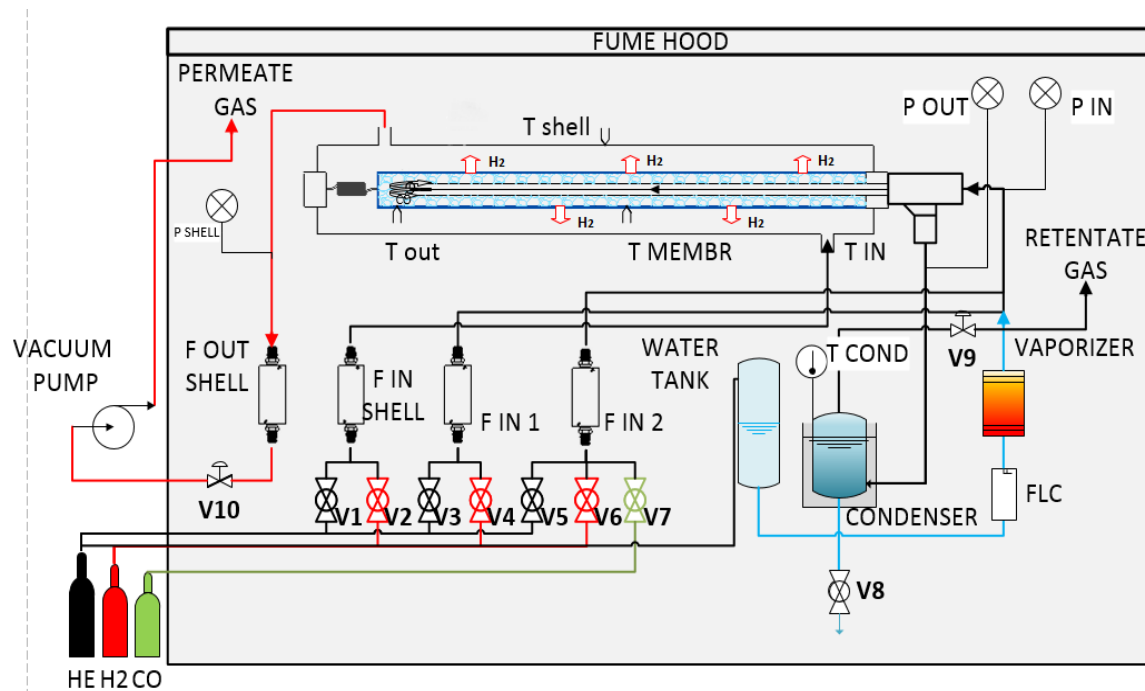 FUME HOOD
PERMEATE
GAS
P OUT
P IN
T shell
H2
H2
H2
P SHELL
H2
H2
T out
T MEMBR
T IN
RETENTATE
GAS
VACUUM
PUMP
F OUT
SHELL
F IN
SHELL
F IN 1
F IN 2
WATER
TANK
T COND
V9
VAPORIZER
V10
V1
V2
V3
V4
V5
V6
V7
CONDENSER
FLC
V8
HE
H2
CO